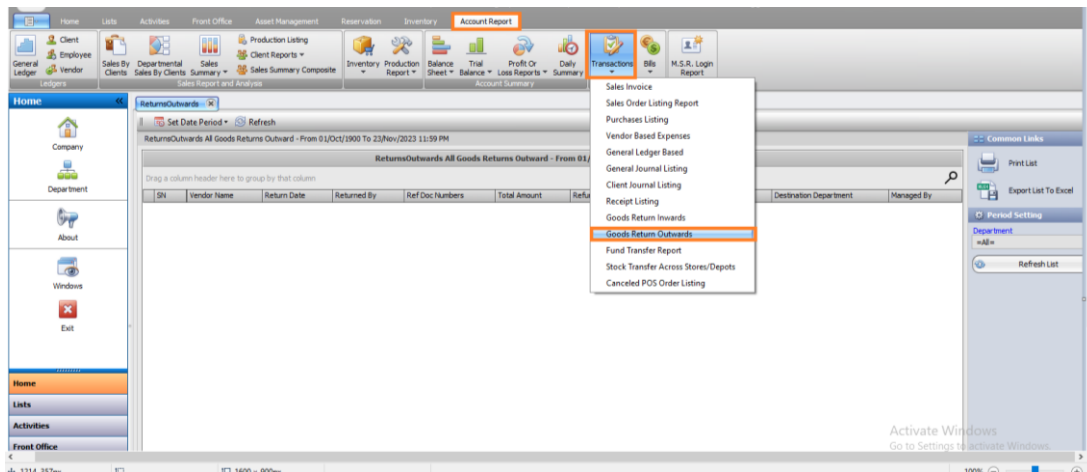 Home Lists Activities Front Office Asset Management Reservation Inventory Account Report
General Ledger
Client
Employee
Vendor
Ledgers
Sales By Clients
Departmental Sales By Clients
Sales Summary
Production Listing
Client Reports
Sales Summary Composite
Sales Report and Analysis
Inventory
Production Report
Balance Sheet
Trial Balance
Profit Or Loss Reports
Daily Summary
Account Summary
Transactions
Bills
M.S.R. Login Report
Sales Invoice
Sales Order Listing Report
Purchases Listing
Vendor Based Expenses
General Ledger Based
General Journal Listing
Client Journal Listing
Receipt Listing
Goods Return Inwards
Goods Return Outwards
Fund Transfer Report
Stock Transfer Across Stores/Depots
Canceled POS Order Listing
Home
Company
Department
About
Windows
Exit
Home
Lists
Activities
Front Office
ReturnsOutwards
Set Date Period Refresh
ReturnsOutwards All Goods Returns Outward - From 01/Oct/1900 To 23/Nov/2023 11:59 PM
ReturnsOutwards All Goods Returns Outward - From 01/
Drag a column header here to group by that column
SN Vendor Name Return Date Returned By Ref Doc Numbers Total Amount Refu Destination Department Managed By
Common Links
Print List
Export List To Excel
Period Setting
Department
=All=
Refresh List
Activate Windows
Go to Settings to activate Windows.
1214, 357px 1600 × 900px 100%